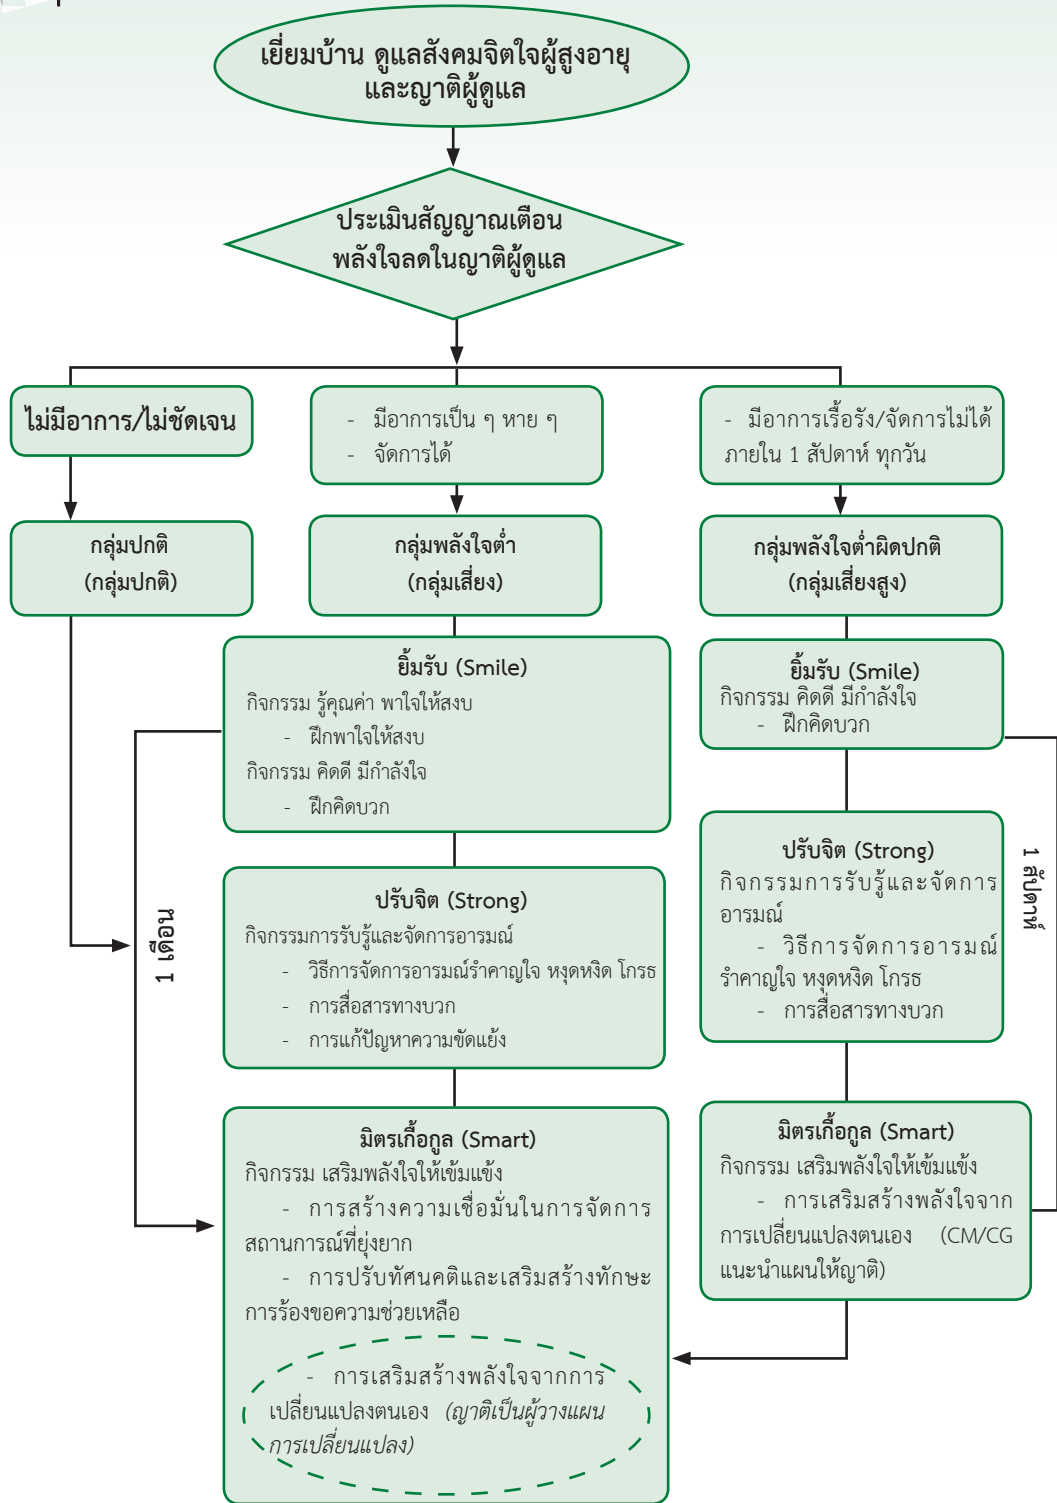 เยี่ยมบ้าน ดูแลสังคมจิตใจผู้สูงอายุ
และญาติผู้ดูแล
ประเมินสัญญาณเตือน
พลังใจลดในญาติผู้ดูแล
ไม่มีอาการ/ไม่ชัดเจน
- มีอาการเป็น ๆ หาย ๆ
- จัดการได้
- มีอาการเรื้อรัง/จัดการไม่ได้
ภายใน 1 สัปดาห์ ทุกวัน
กลุ่มปกติ
(กลุ่มปกติ)
กลุ่มพลังใจต่ำ
(กลุ่มเสี่ยง)
กลุ่มพลังใจต่ำผิดปกติ
(กลุ่มเสี่ยงสูง)
ยิ้มรับ (Smile)
กิจกรรม รู้คุณค่า พาใจให้สงบ
- ฝึกพาใจให้สงบ
กิจกรรม คิดดี มีกำลังใจ
- ฝึกคิดบวก
ยิ้มรับ (Smile)
กิจกรรม คิดดี มีกำลังใจ
- ฝึกคิดบวก
1 เดือน
ปรับจิต (Strong)
กิจกรรมการรับรู้และจัดการอารมณ์
- วิธีการจัดการอารมณ์รำคาญใจ หงุดหงิด โกรธ
- การสื่อสารทางบวก
- การแก้ปัญหาความขัดแย้ง
ปรับจิต (Strong)
กิจกรรมการรับรู้และจัดการ
อารมณ์
- วิธีการจัดการอารมณ์
รำคาญใจ หงุดหงิด โกรธ
- การสื่อสารทางบวก
1 สัปดาห์
มิตรเกื้อกูล (Smart)
กิจกรรม เสริมพลังใจให้เข้มแข้ง
- การสร้างความเชื่อมั่นในการจัดการ
สถานการณ์ที่ยุ่งยาก
- การปรับทัศนคติและเสริมสร้างทักษะ
การร้องขอความช่วยเหลือ
- การเสริมสร้างพลังใจจากการ
เปลี่ยนแปลงตนเอง (ญาติเป็นผู้วางแผน
การเปลี่ยนแปลง)
มิตรเกื้อกูล (Smart)
กิจกรรม เสริมพลังใจให้เข้มแข้ง
- การเสริมสร้างพลังใจจาก
การเปลี่ยนแปลงตนเอง (CM/CG
แนะนำแผนให้ญาติ)